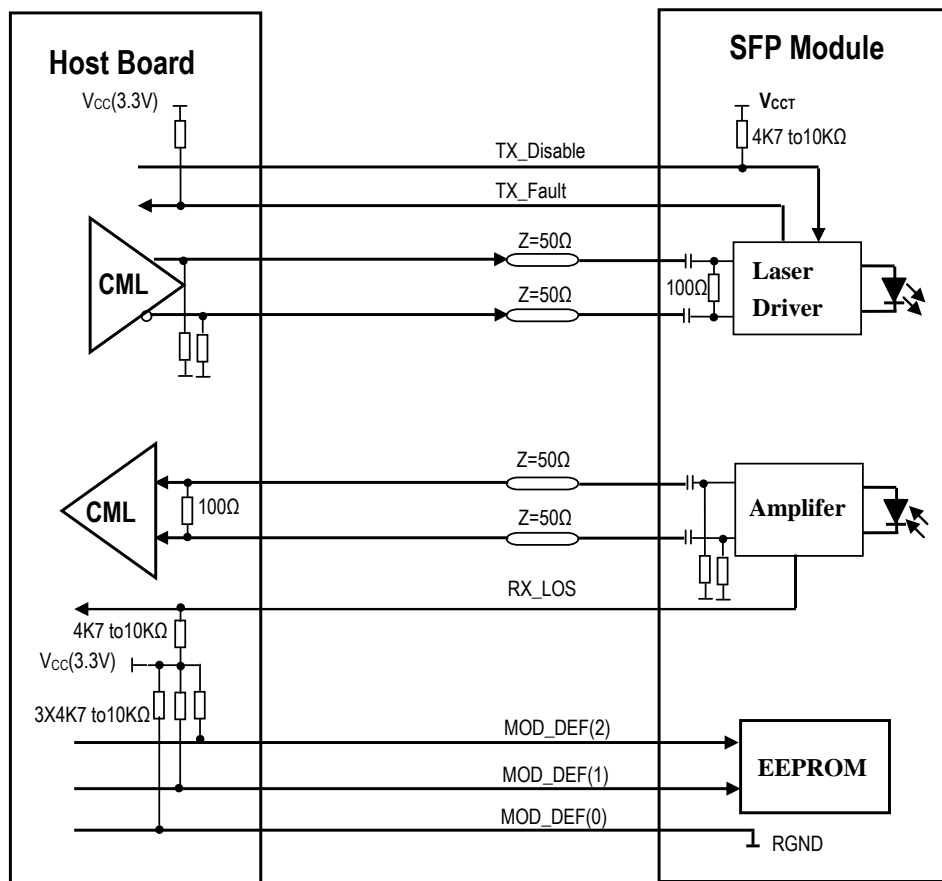 Host Board
SFP Module
VCC(3.3V)
VCCT
4K7 to10KΩ
TX_Disable
TX_Fault
Z=50Ω
CML
Laser
Driver
100Ω
Z=50Ω
Z=50Ω
CML
100Ω
Amplifer
Z=50Ω
RX_LOS
4K7 to10KΩ
VCC(3.3V)
3X4K7 to10KΩ
MOD_DEF(2)
EEPROM
MOD_DEF(1)
MOD_DEF(0)
RGND